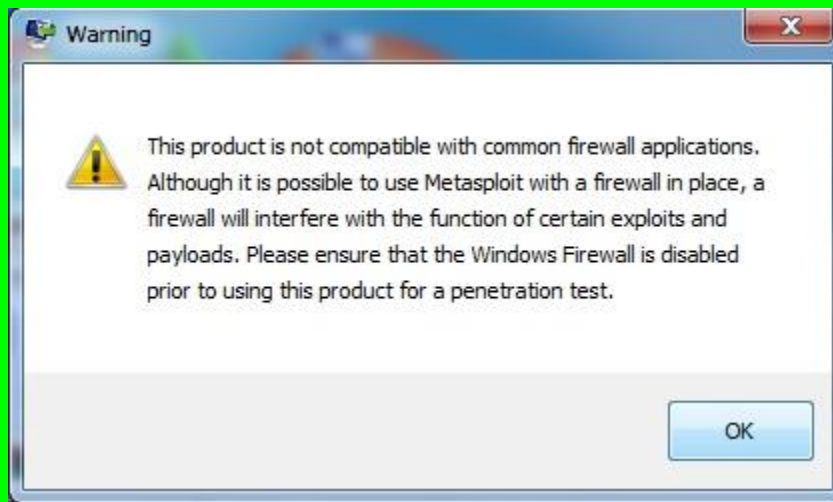 Warning
This product is not compatible with common firewall applications.
Although it is possible to use Metasploit with a firewall in place, a
firewall will interfere with the function of certain exploits and
payloads. Please ensure that the Windows Firewall is disabled
prior to using this product for a penetration test.
OK